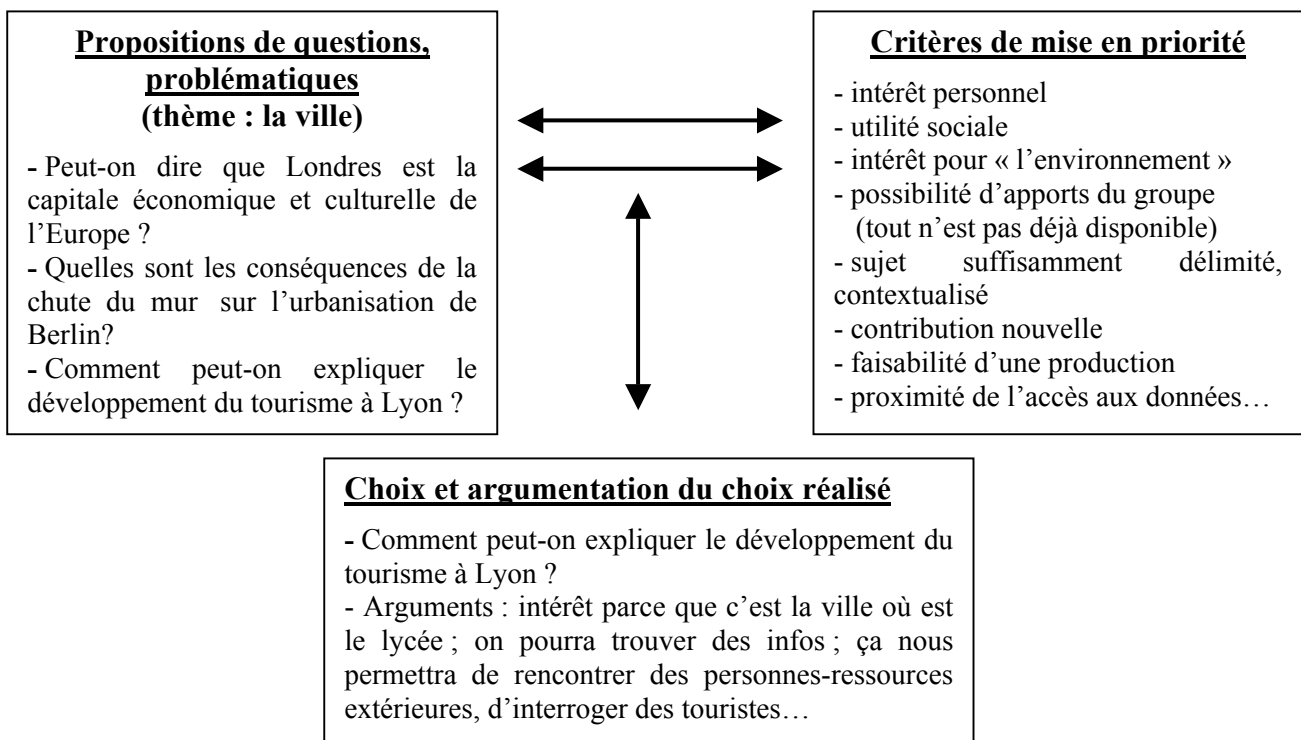 Propositions de questions,
problématiques
(thème : la ville)
- Peut-on dire que Londres est la
capitale économique et culturelle de
l’Europe ?
- Quelles sont les conséquences de la
chute du mur sur l’urbanisation de
Berlin?
- Comment peut-on expliquer le
développement du tourisme à Lyon ?
Critères de mise en priorité
- intérêt personnel
- utilité sociale
- intérêt pour « l’environnement »
- possibilité d’apports du groupe
(tout n’est pas déjà disponible)
- sujet suffisamment délimité,
contextualisé
- contribution nouvelle
- faisabilité d’une production
- proximité de l’accès aux données…
Choix et argumentation du choix réalisé
- Comment peut-on expliquer le développement du
tourisme à Lyon ?
- Arguments : intérêt parce que c’est la ville où est
le lycée ; on pourra trouver des infos ; ça nous
permettra de rencontrer des personnes-ressources
extérieures, d’interroger des touristes…